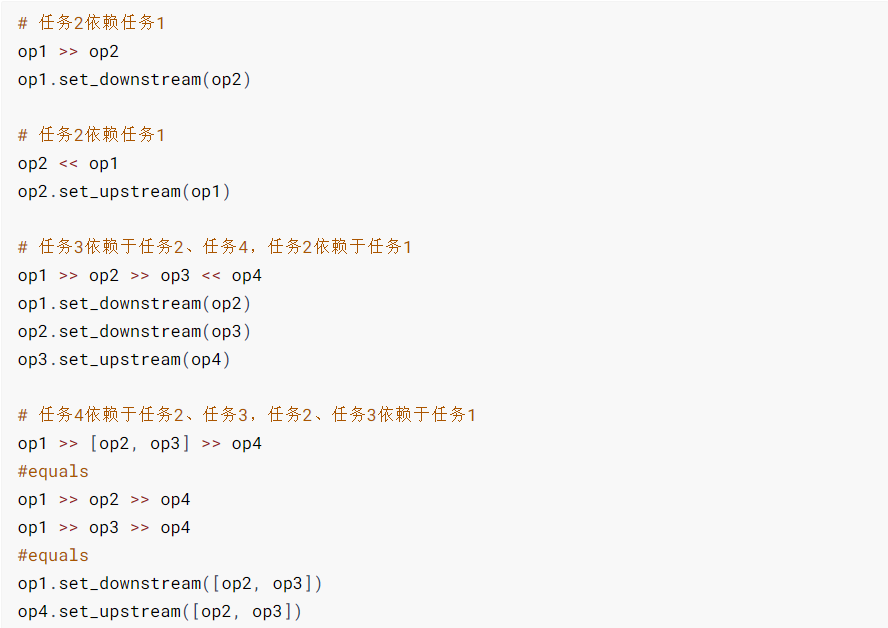 # 任务2依赖任务1
op1 >> op2
op1.set_downstream(op2)
# 任务2依赖任务1
op2 << op1
op2.set_upstream(op1)
# 任务3依赖于任务2、任务4，任务2依赖于任务1
op1 >> op2 >> op3 << op4
op1.set_downstream(op2)
op2.set_downstream(op3)
op3.set_upstream(op4)
# 任务4依赖于任务2、任务3，任务2、任务3依赖于任务1
op1 >> [op2, op3] >> op4
#equals
op1 >> op2 >> op4
op1 >> op3 >> op4
#equals
op1.set_downstream([op2, op3])
op4.set_upstream([op2, op3])